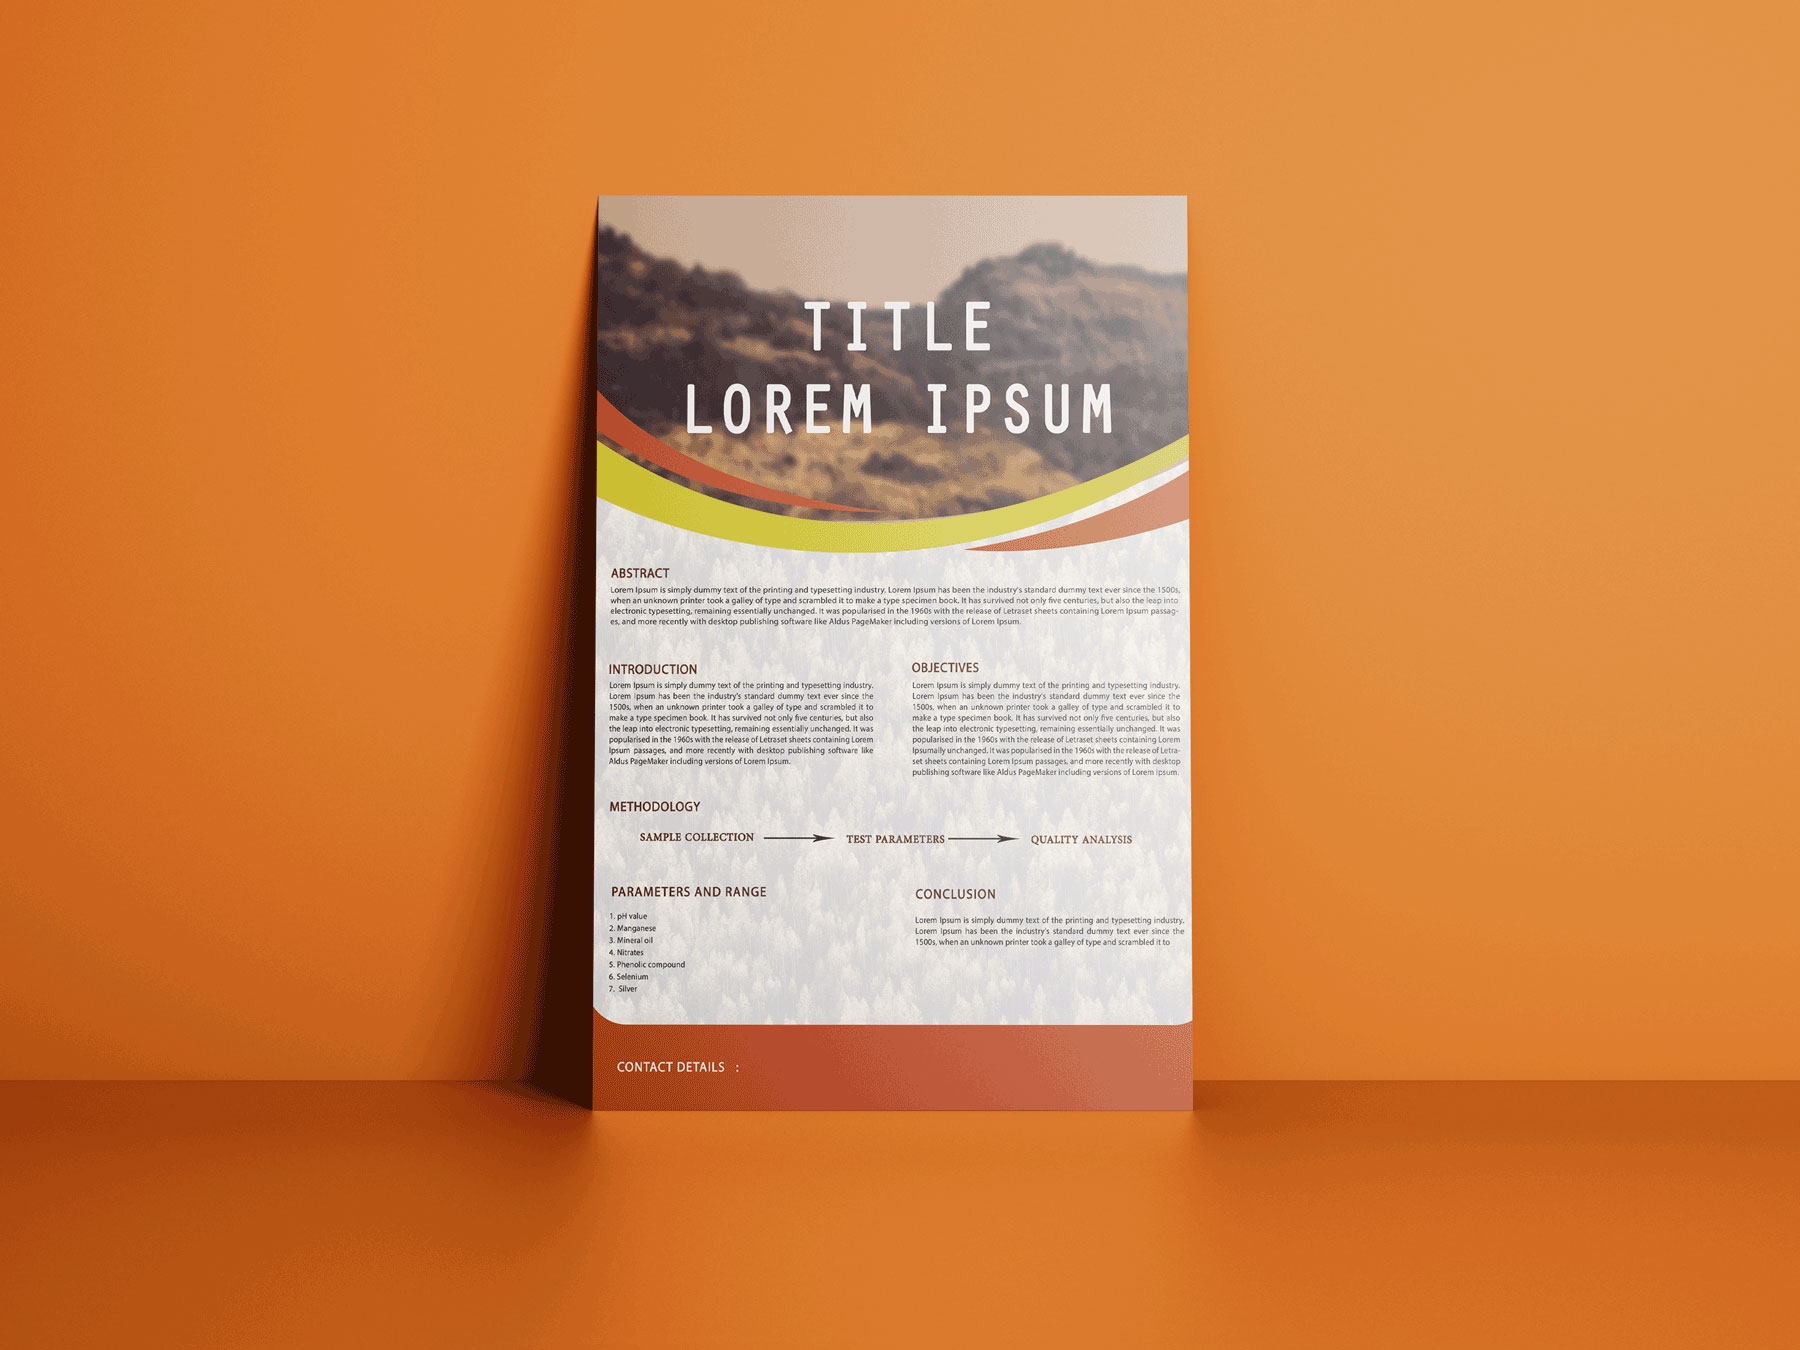 TITLE
LOREM IPSUM
ABSTRACT
Lorem Ipsum is simply dummy text of the printing and typesetting industry. Lorem Ipsum has been the industry's standard dummy text ever since the 1500s,
when an unknown printer took a galley of type and scrambled it to make a type specimen book. It has survived not only five centuries, but also the leap into
electronic typesetting, remaining essentially unchanged. It was popularised in the 1960s with the release of Letraset sheets containing Lorem Ipsum passag-
es, and more recently with desktop publishing software like Aldus PageMaker including versions of Lorem Ipsum.
INTRODUCTION
Lorem Ipsum is simply dummy text of the printing and typesetting industry.
Lorem Ipsum has been the industry's standard dummy text ever since the
1500s, when an unknown printer took a galley of type and scrambled it to
make a type specimen book. It has survived not only five centuries, but also
the leap into electronic typesetting, remaining essentially unchanged. It was
popularised in the 1960s with the release of Letraset sheets containing Lorem
Ipsum passages, and more recently with desktop publishing software like
Aldus PageMaker including versions of Lorem Ipsum.
OBJECTIVES
Lorem Ipsum is simply dummy text of the printing and typesetting industry.
Lorem Ipsum has been the industry's standard dummy text ever since the
1500s, when an unknown printer took a galley of type and scrambled it to
make a type specimen book. It has survived not only five centuries, but also
the leap into electronic typesetting, remaining essentially unchanged. It was
popularised in the 1960s with the release of Letraset sheets containing Lorem
Ipsumally unchanged. It was popularised in the 1960s with the release of Letra-
set sheets containing Lorem Ipsum passages, and more recently with desktop
publishing software like Aldus PageMaker including versions of Lorem Ipsum.
METHODOLOGY
SAMPLE COLLECTION TEST PARAMETERS QUALITY ANALYSIS
PARAMETERS AND RANGE
1. pH value
2. Manganese
3. Mineral oil
4. Nitrates
5. Phenolic compound
6. Selenium
7. Silver
CONCLUSION
Lorem Ipsum is simply dummy text of the printing and typesetting industry.
Lorem Ipsum has been the industry's standard dummy text ever since the
1500s, when an unknown printer took a galley of type and scrambled it to
CONTACT DETAILS :